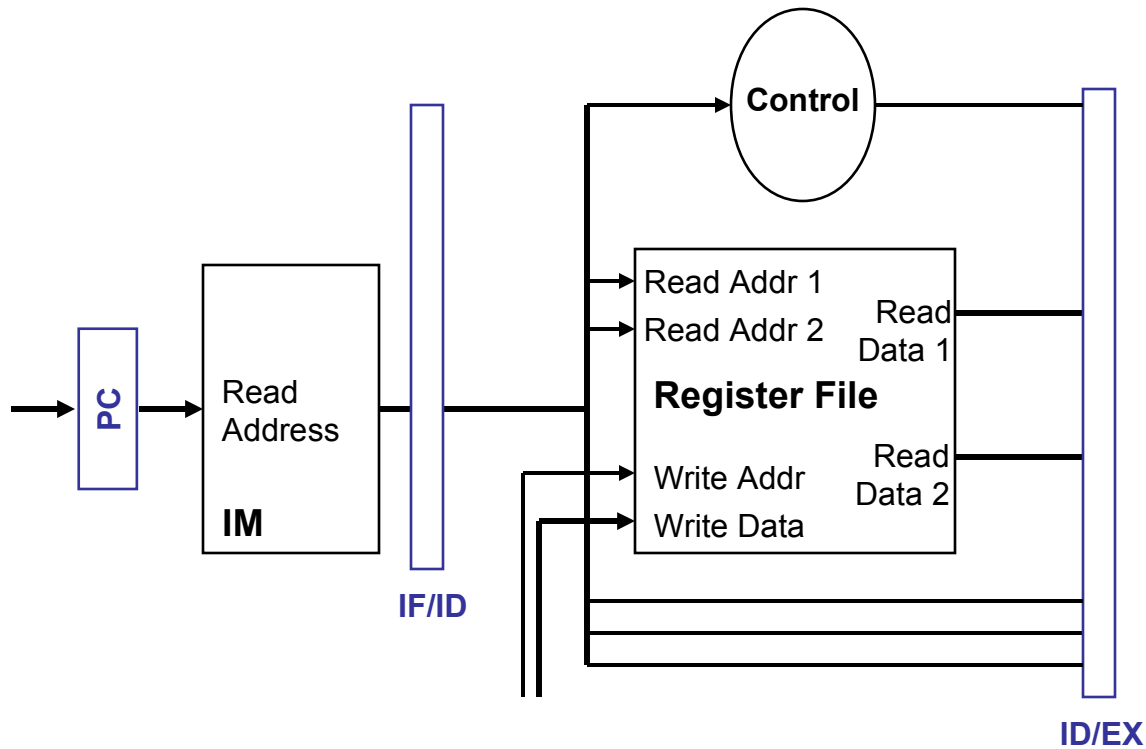 Control
Read Addr 1
Read Addr 2
Read
Data 1
Register File
PC
Read
Address
IM
Write Addr
Write Data
Read
Data 2
IF/ID
ID/EX